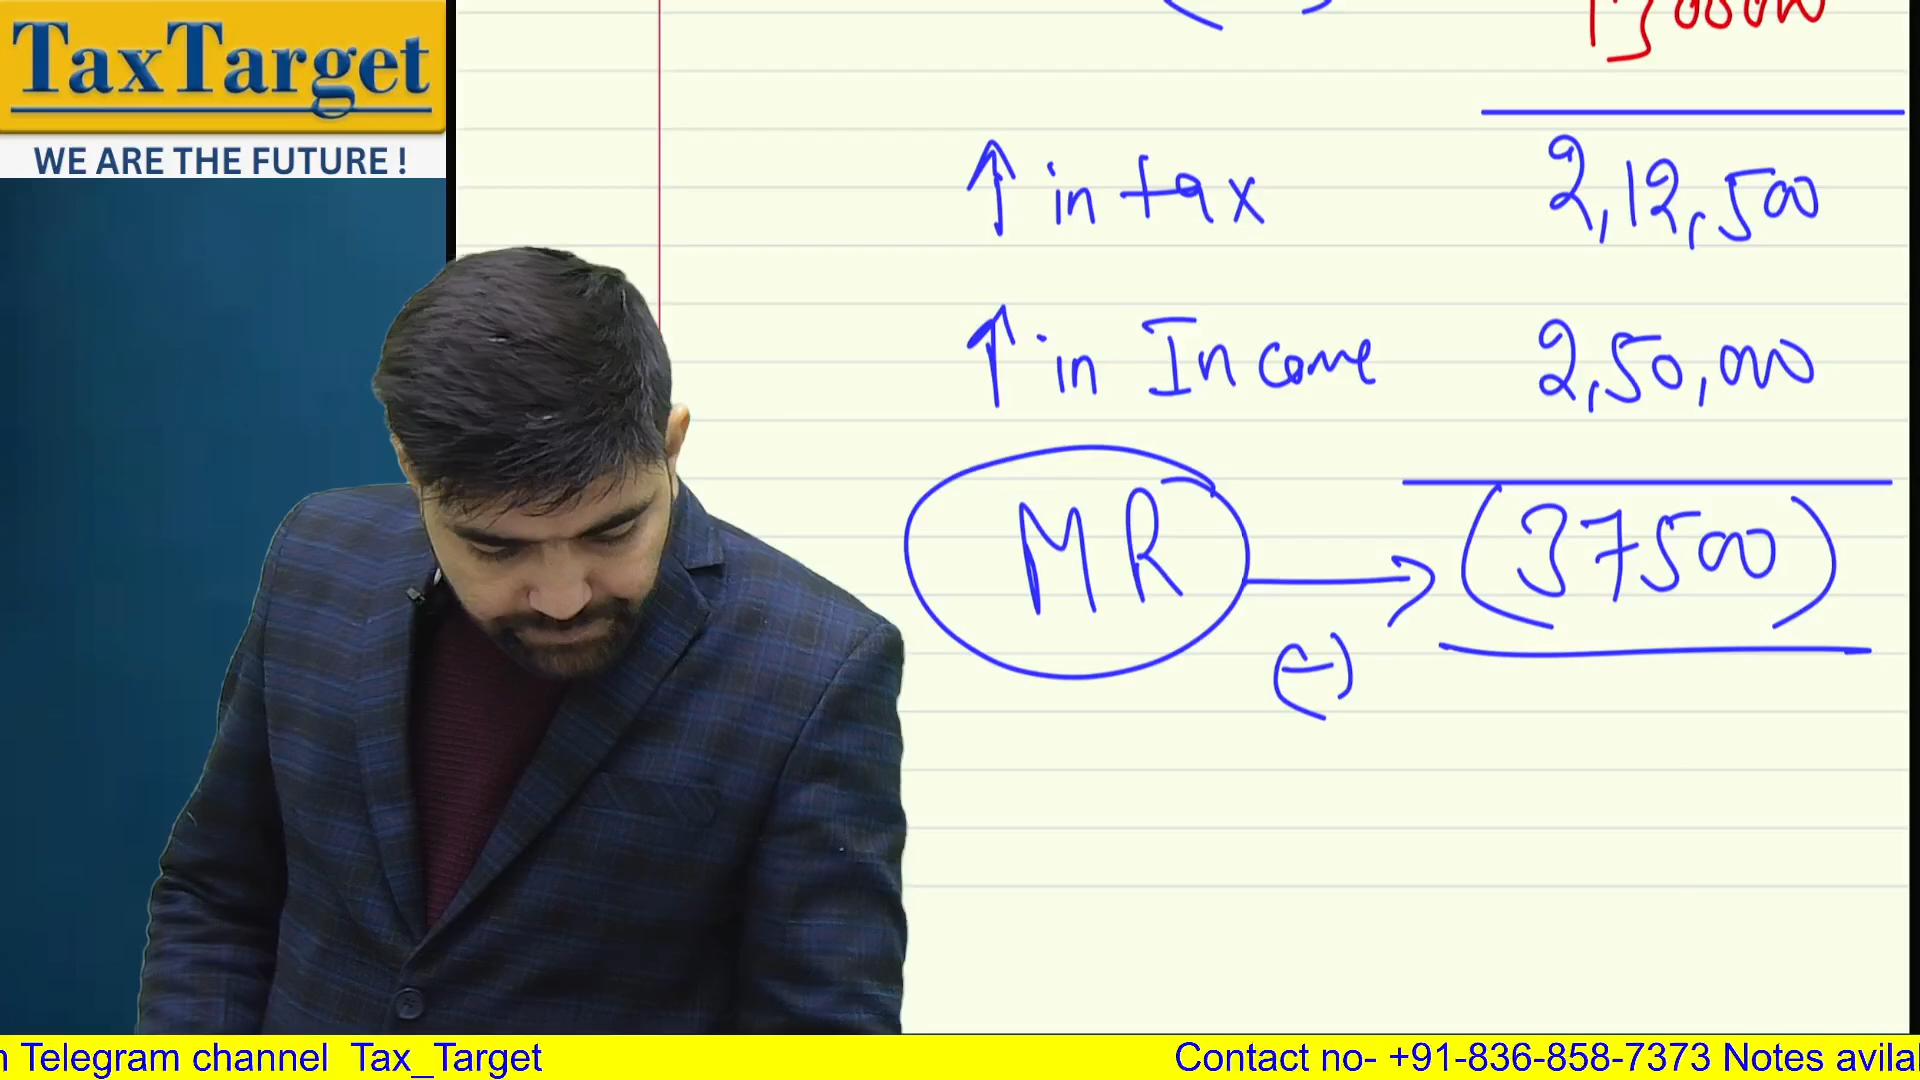 TaxTarget
WE ARE THE FUTURE !
↑ in tax 2,12,500
↑ in Income 2,50,000
MR → (37500)
(-)
Telegram channel Tax_Target
Contact no- +91-836-858-7373 Notes